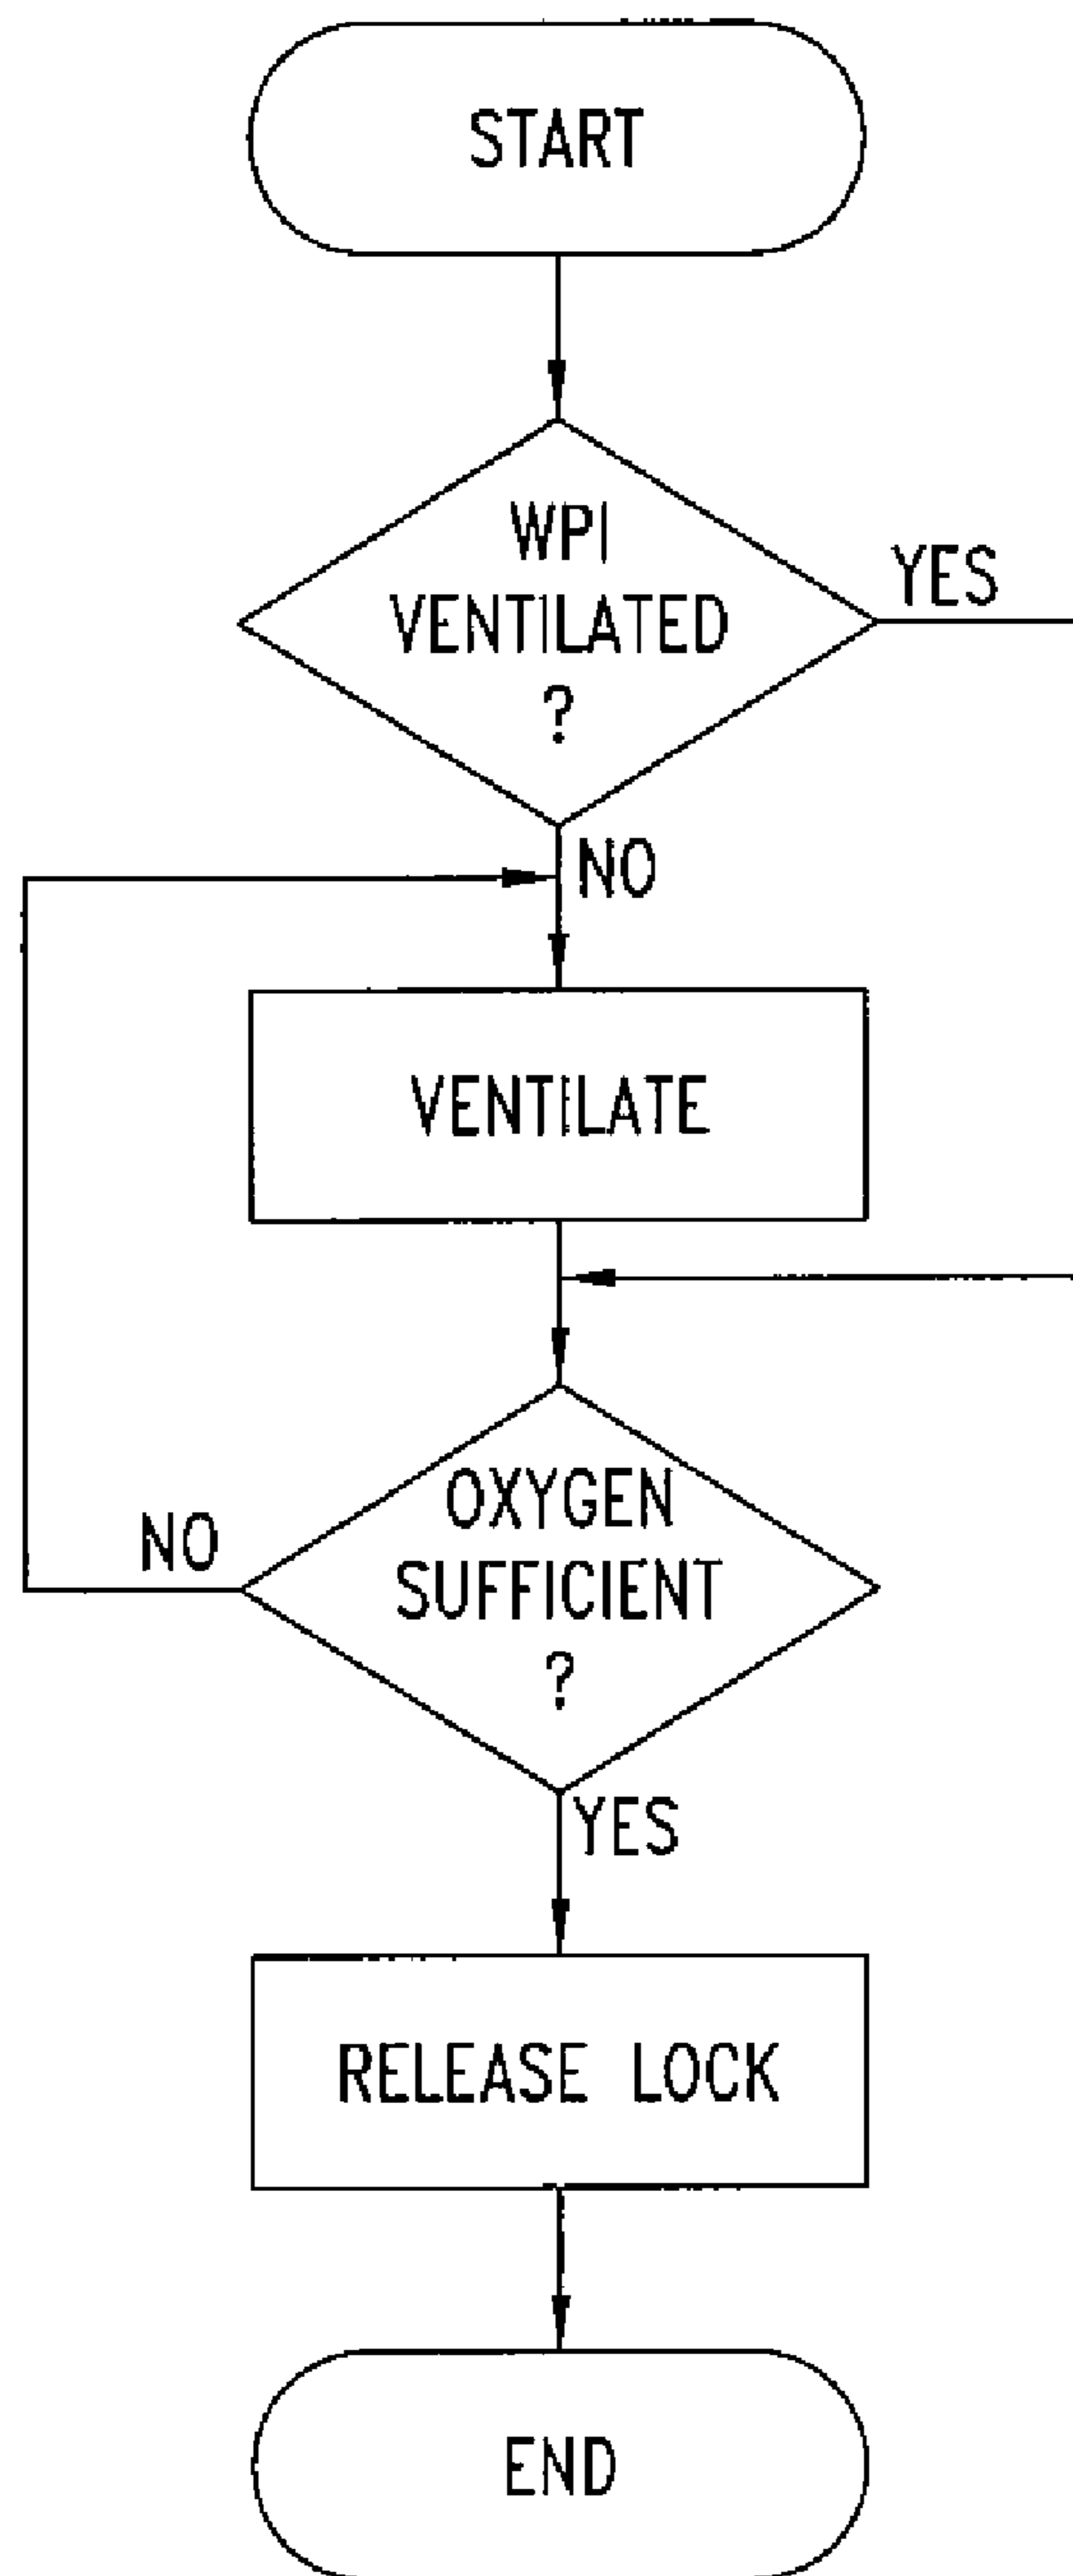 START
WPI
VENTILATED
?
YES
NO
VENTILATE
OXYGEN
SUFFICIENT
?
NO
YES
RELEASE LOCK
END